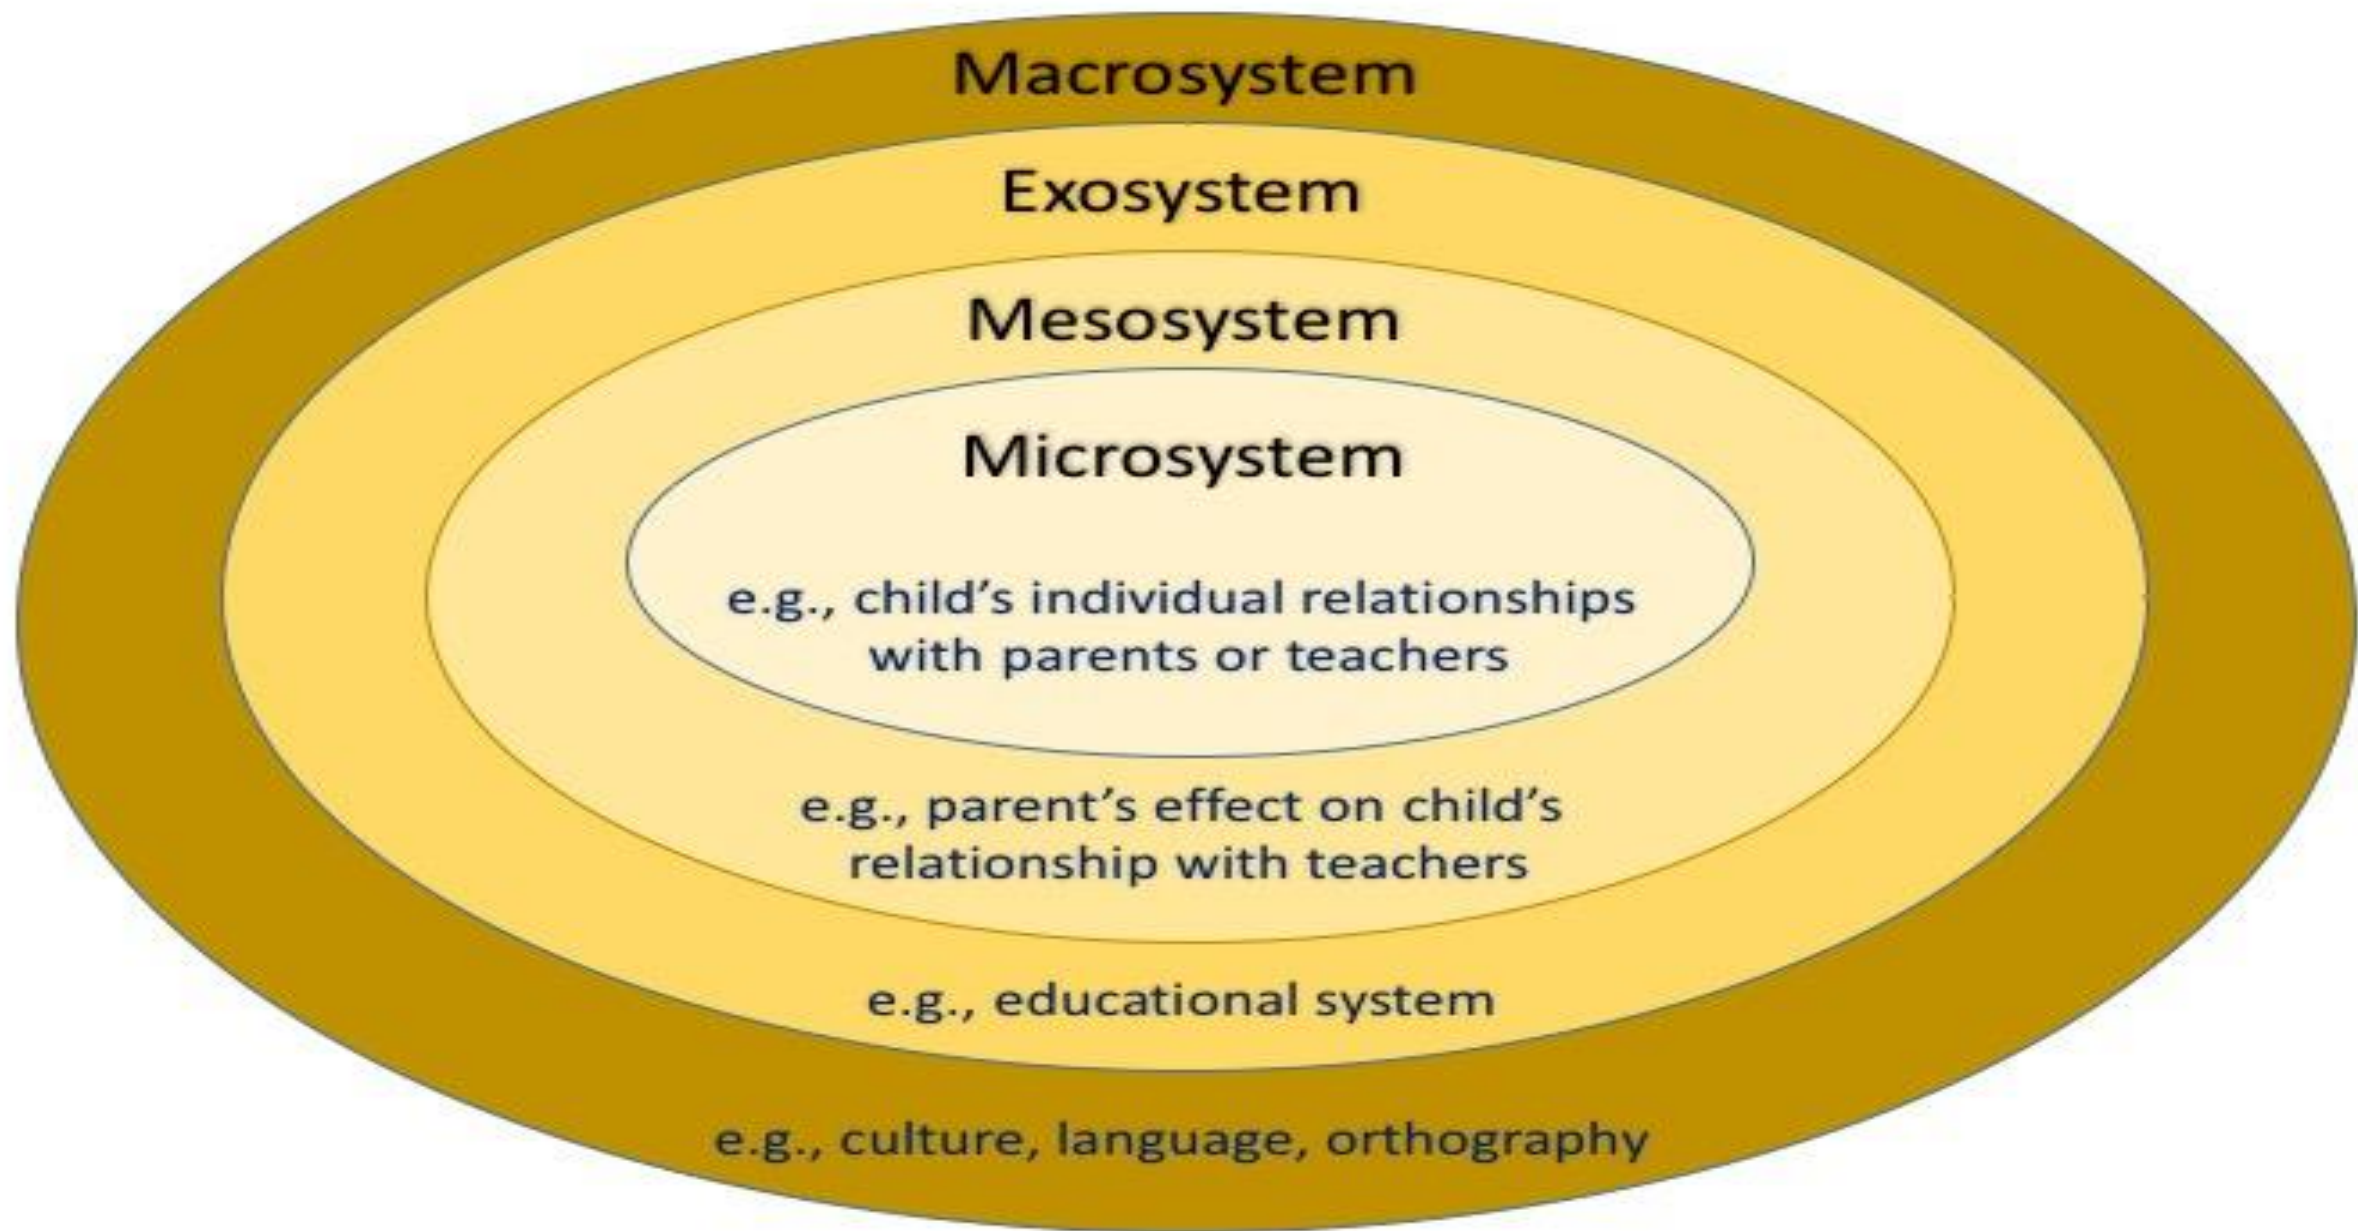 Macrosystem
Exosystem
Mesosystem
Microsystem
e.g., child’s individual relationships
with parents or teachers
e.g., parent’s effect on child’s
relationship with teachers
e.g., educational system
e.g., culture, language, orthography